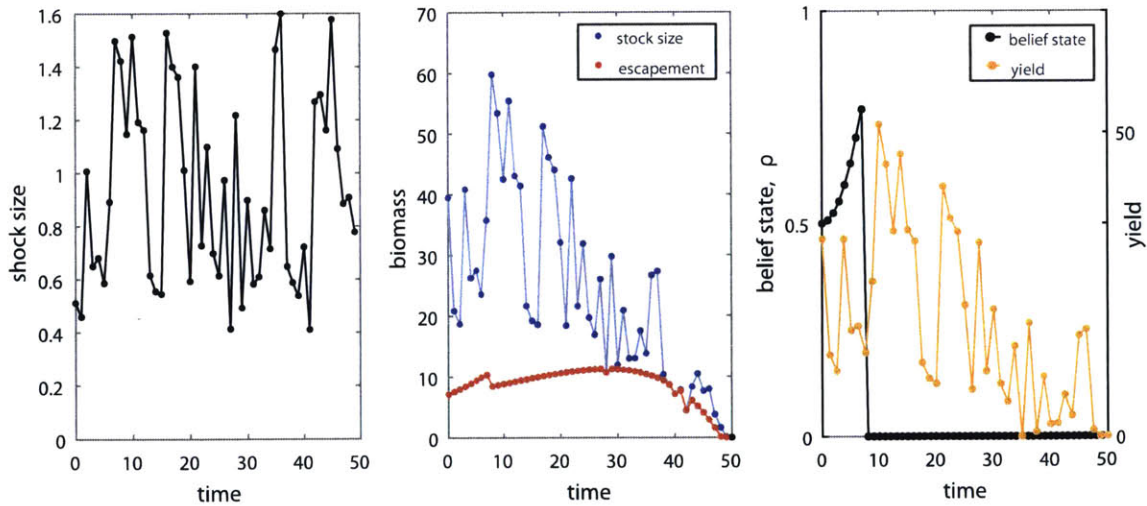 shock size
1.6
1.4
1.2
1
0.8
0.6
0.4
0.2
0
0 10 20 30 40 50
time
biomass
70
60
50
40
30
20
10
0
stock size
escapement
0 10 20 30 40 50
time
belief state, ρ
1
0.5
0
belief state
yield
50
0
yield
0 10 20 30 40 50
time